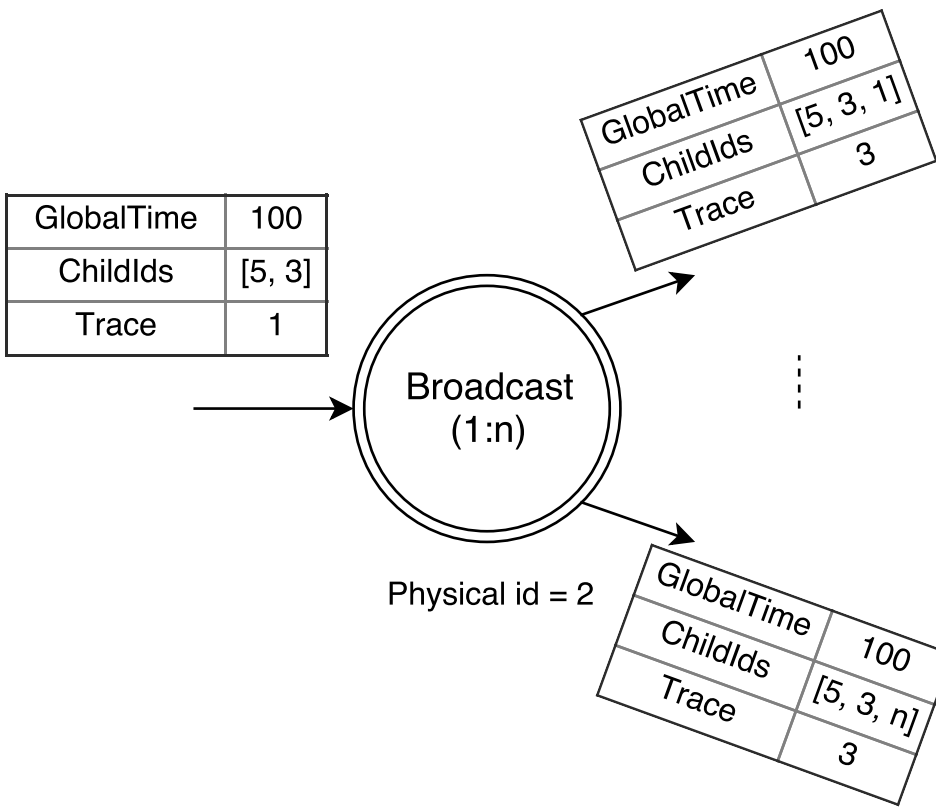 GlobalTime 100
ChildIds [5, 3]
Trace 1
Broadcast
(1:n)
Physical id = 2
GlobalTime 100
ChildIds [5, 3, 1]
Trace 3
GlobalTime 100
ChildIds [5, 3, n]
Trace 3